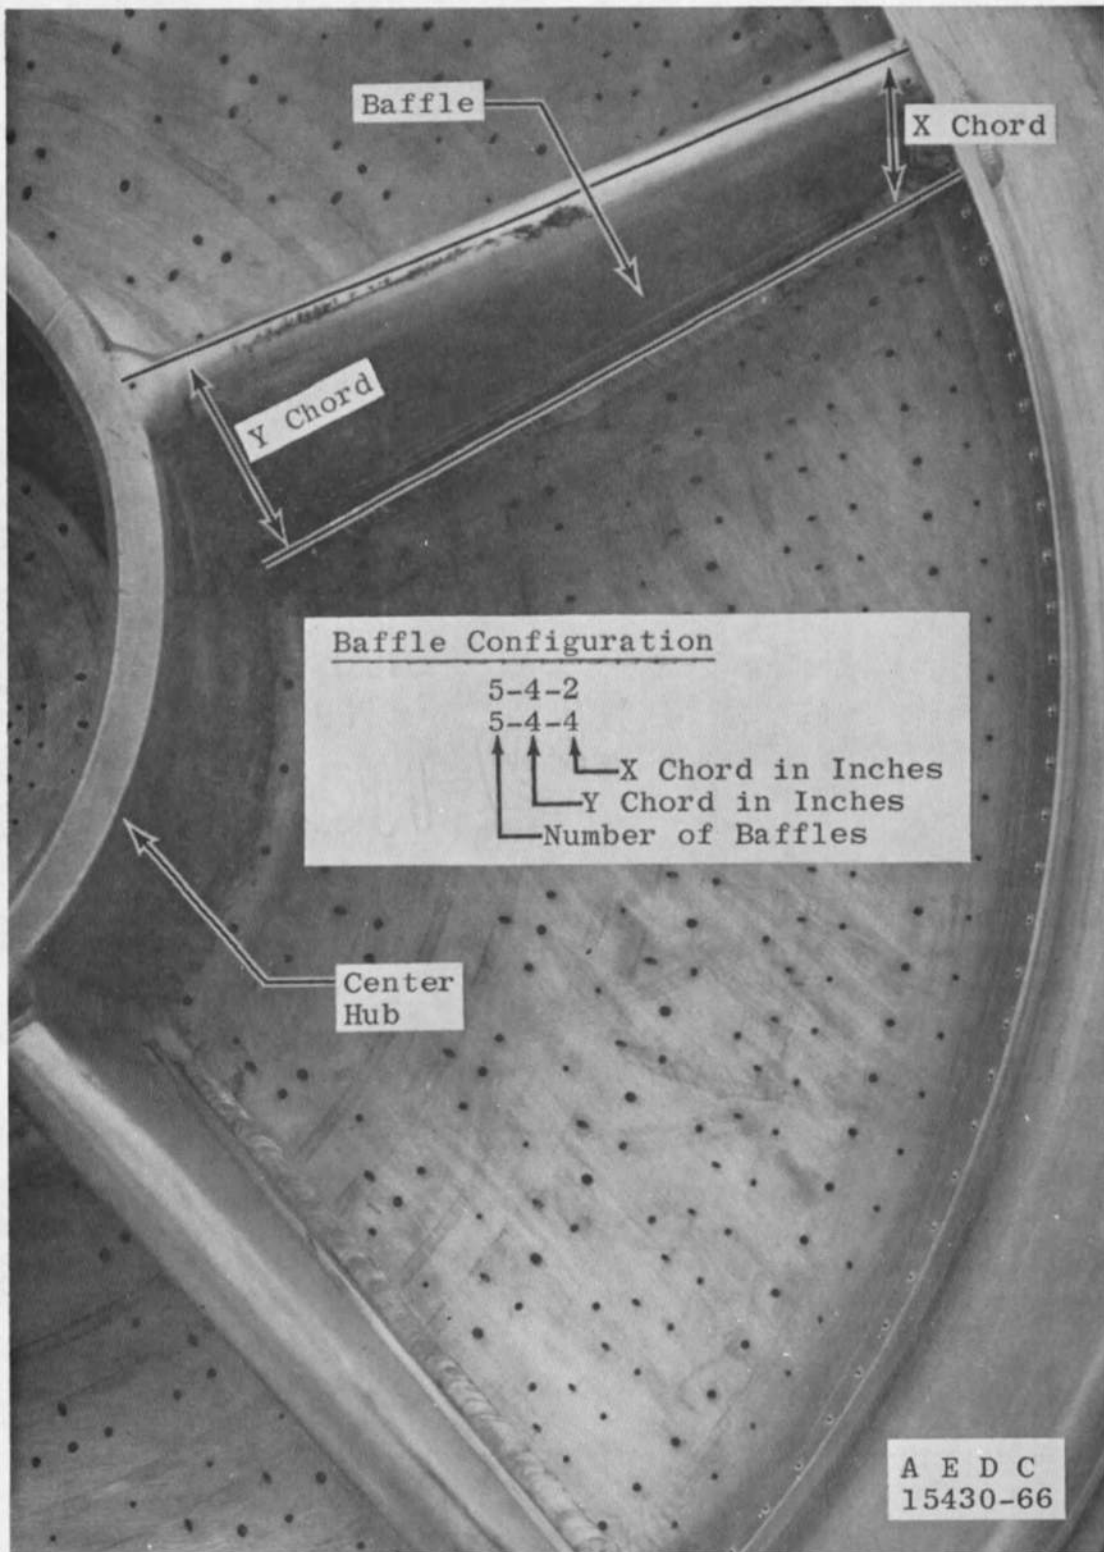 Baffle
X Chord
Y Chord
Baffle Configuration
5-4-2
5-4-4
X Chord in Inches
Y Chord in Inches
Number of Baffles
Center
Hub
A E D C
15430-66